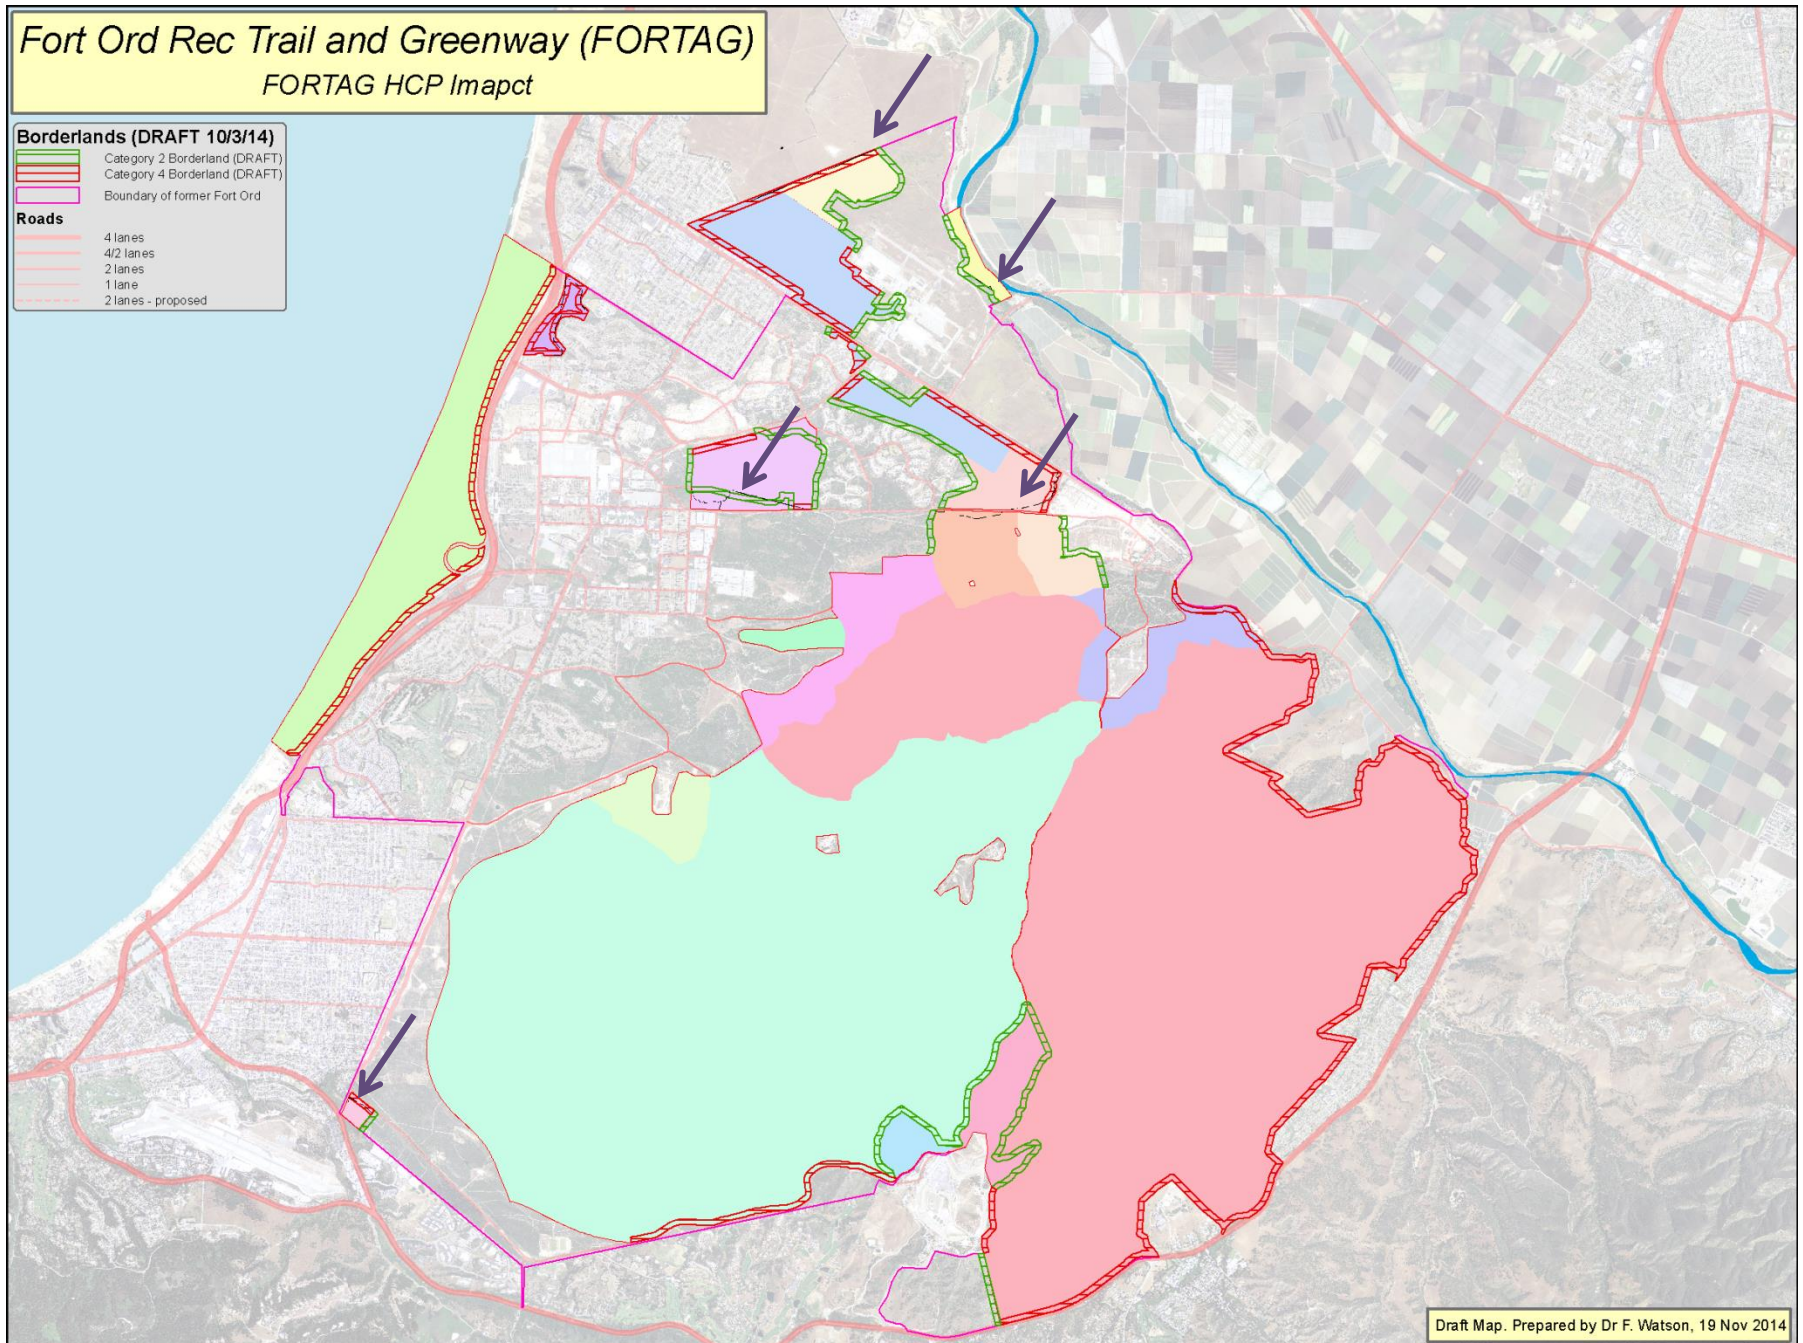 Fort Ord Rec Trail and Greenway (FORTAG)
FORTAG HCP Imapct
Borderlands (DRAFT 10/3/14)
Category 2 Borderland (DRAFT)
Category 4 Borderland (DRAFT)
Boundary of former Fort Ord
Roads
4 lanes
4/2 lanes
2 lanes
1 lane
2 lanes - proposed
Draft Map. Prepared by Dr F. Watson, 19 Nov 2014